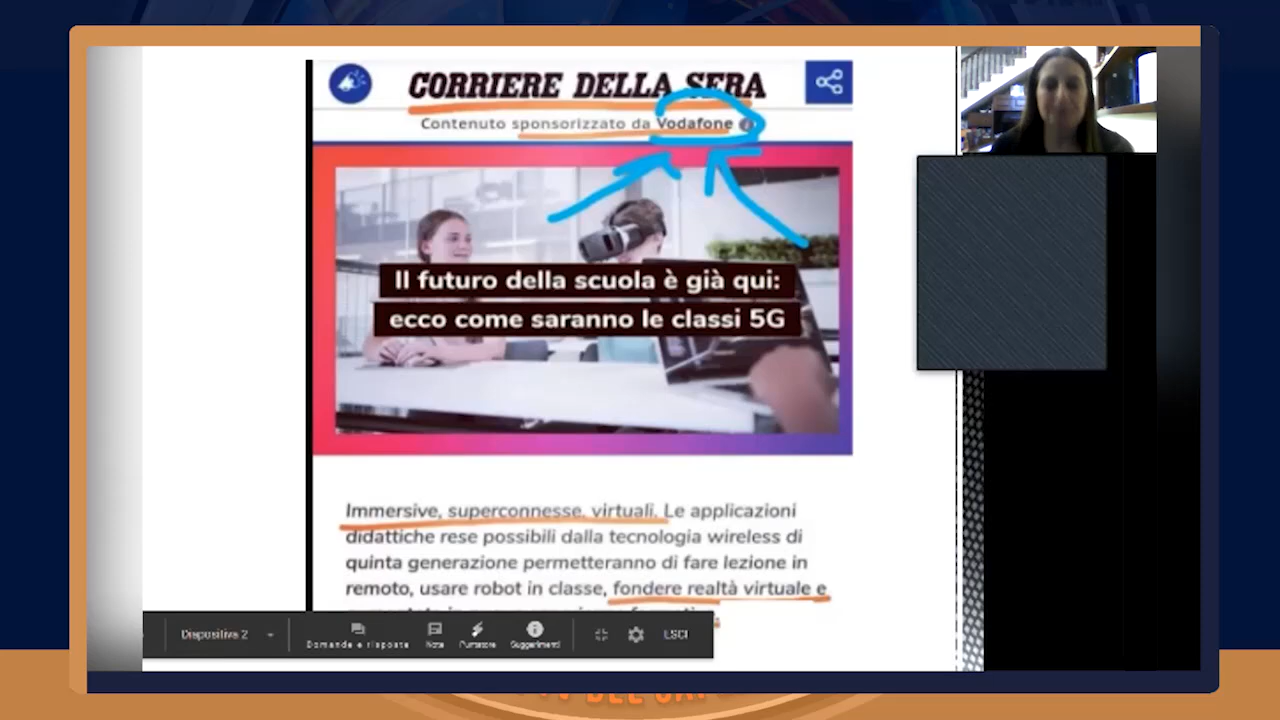 CORRIERE DELLA SERA
Contenuto sponsorizzato da Vodafone
Il futuro della scuola è già qui:
ecco come saranno le classi 5G
Immersive, superconnesse, virtuali. Le applicazioni
didattiche rese possibili dalla tecnologia wireless di
quinta generazione permetteranno di fare lezione in
remoto, usare robot in classe, fondere realtà virtuale e
Diapositiva 2
Domande e risposte
Note
Puntatore
Suggerimenti
ESCI